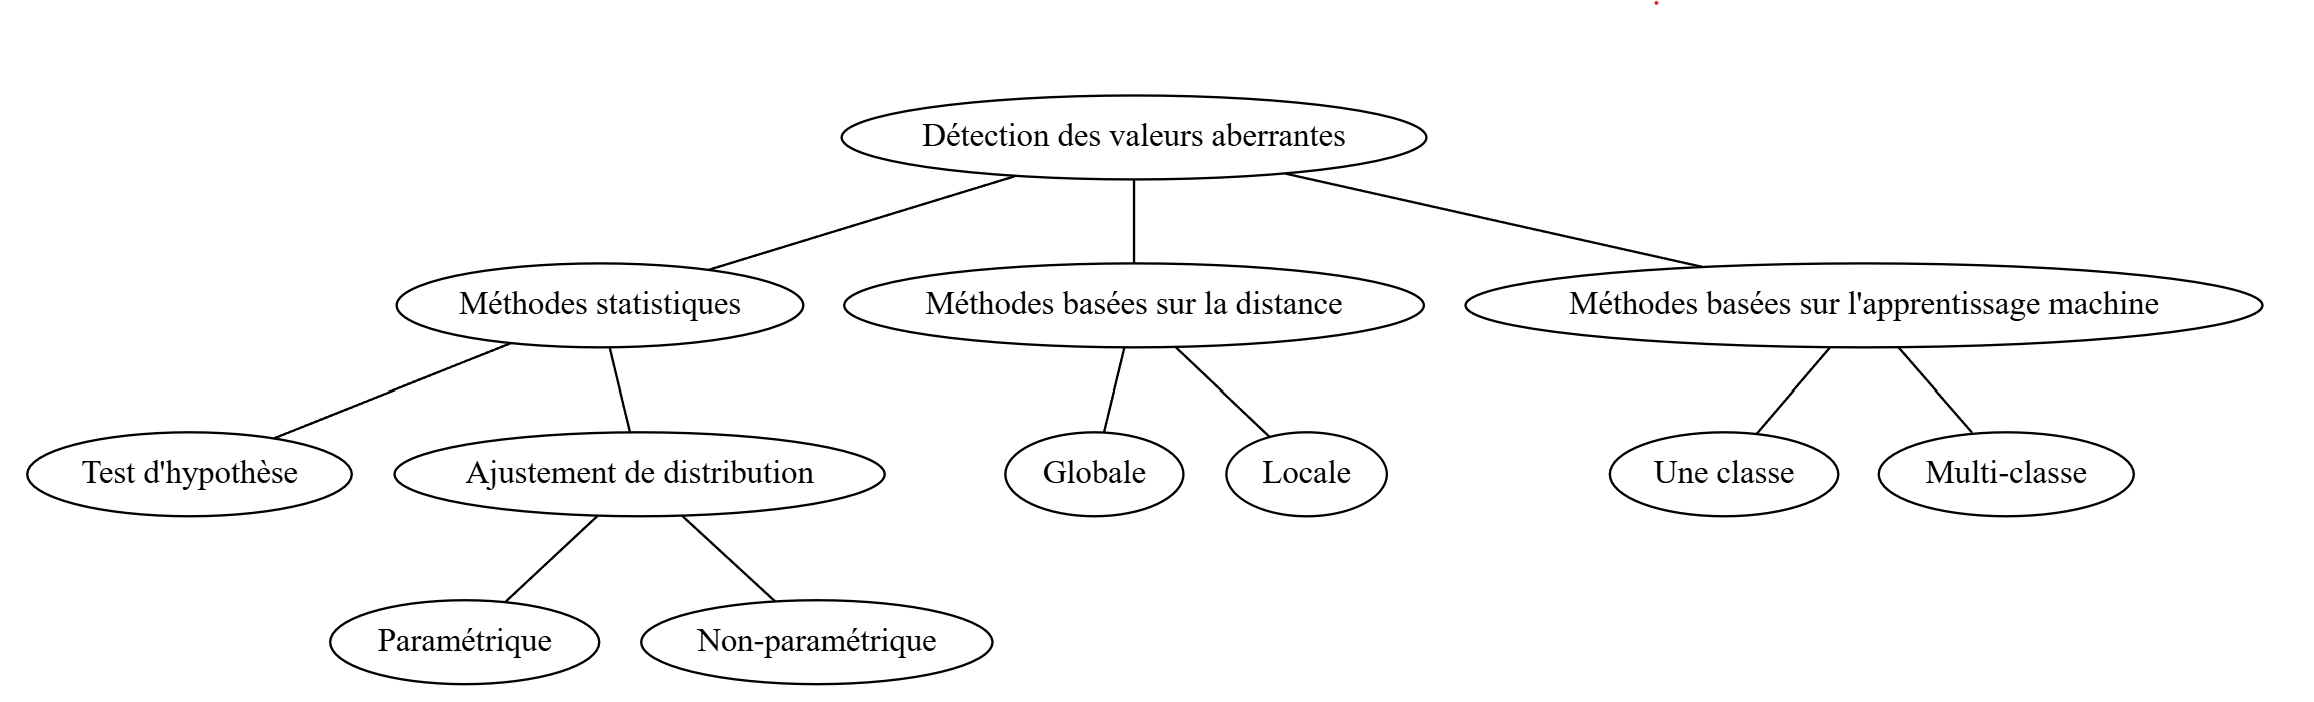 Détection des valeurs aberrantes
Méthodes statistiques
Méthodes basées sur la distance
Méthodes basées sur l'apprentissage machine
Test d'hypothèse
Ajustement de distribution
Globale
Locale
Une classe
Multi-classe
Paramétrique
Non-paramétrique